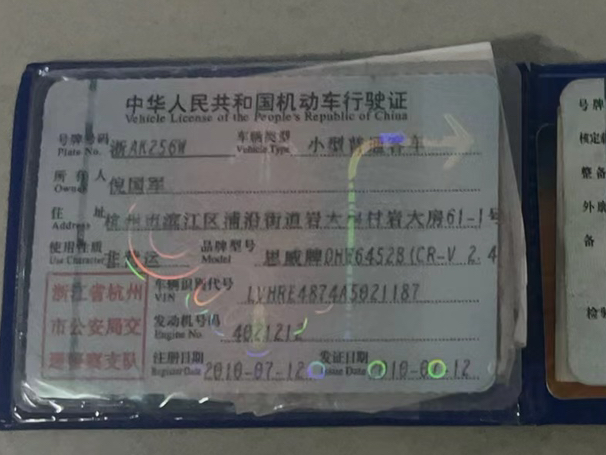 中华人民共和国机动车行驶证
Vehicle License of the People's Republic of China
号牌号码 浙AK256W 车辆类型 小型普通客车
Plate No. Vehicle Type
所 有 人 倪国军
Owner
住 址 杭州市滨江区浦沿街道岩大房村岩大房61-1号
Address
使用性质 非营运 品牌型号 思威牌DHW6452B(CR-V 2.4
Use Character Model
浙江省杭州
市公安局交
通警察支队
车辆识别代号 LVHRE4874A5021187
VIN
发动机号码 4021212
Engine No.
注册日期 2010-07-12 发证日期 2010-07-12
Register Date Issue Date
号牌
核定
整备
外廓
备
检验